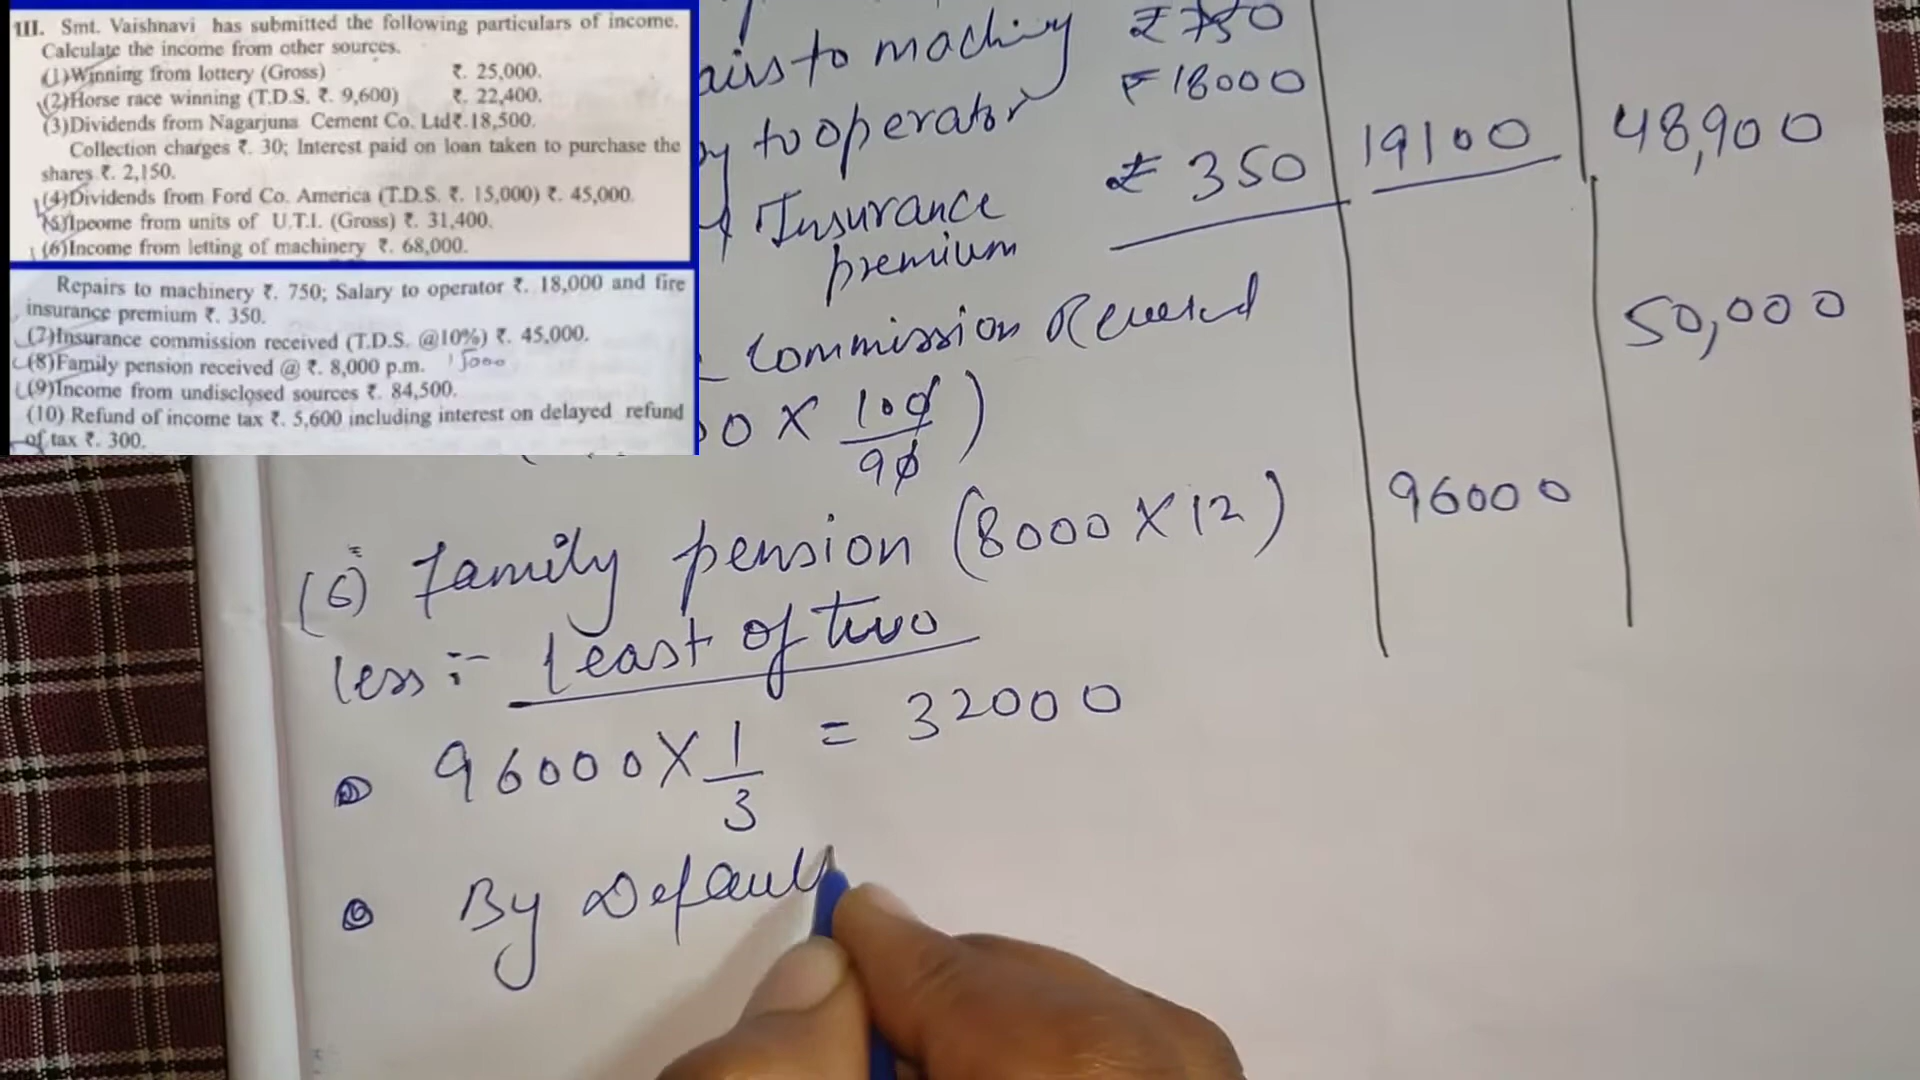 III. Smt. Vaishnavi has submitted the following particulars of income.
Calculate the income from other sources.
(1)Winning from lottery (Gross) ₹. 25,000.
(2)Horse race winning (T.D.S. ₹. 9,600) ₹. 22,400.
(3)Dividends from Nagarjuna Cement Co. Ltd₹.18,500.
Collection charges ₹. 30; Interest paid on loan taken to purchase the
shares ₹. 2,150.
(4)Dividends from Ford Co. America (T.D.S. ₹. 15,000) ₹. 45,000.
(5)Income from units of U.T.I. (Gross) ₹. 31,400.
(6)Income from letting of machinery ₹. 68,000.
Repairs to machinery ₹. 750; Salary to operator ₹. 18,000 and fire
insurance premium ₹. 350.
(7)Insurance commission received (T.D.S. @10%) ₹. 45,000.
(8)Family pension received @ ₹. 8,000 p.m. 15000
(9)Income from undisclosed sources ₹. 84,500.
(10) Refund of income tax ₹. 5,600 including interest on delayed refund
of tax ₹. 300.
airs to machinery ₹ 750
to operator ₹ 18000
Insurance premium ₹ 350 19100 48,900
Commission Received 50,000
0 X 100/90 )
(6) family pension (8000 X 12) 96000
less :- least of two
96000 X 1/3 = 32000
By Default